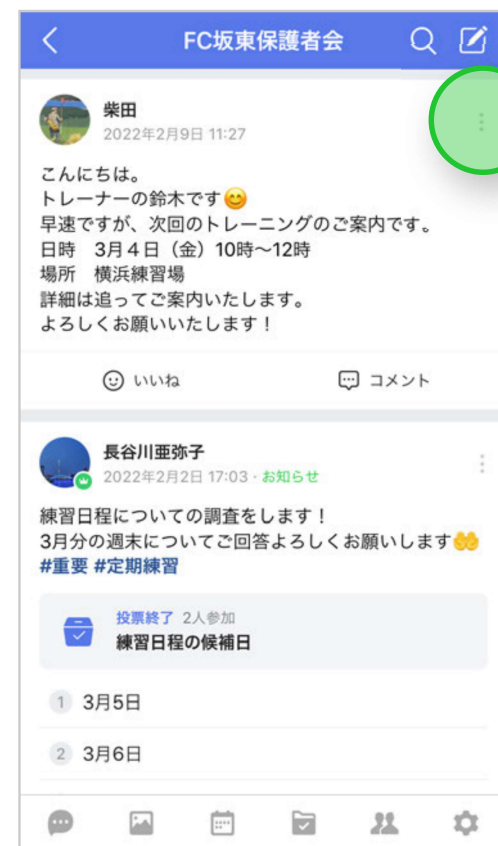 FC坂東保護者会
柴田
2022年2月9日 11:27
こんにちは。
トレーナーの鈴木です😊
早速ですが、次回のトレーニングのご案内です。
日時　3月４日（金）10時〜12時
場所　横浜練習場
詳細は追ってご案内いたします。
よろしくお願いいたします！
いいね
コメント
長谷川亜弥子
2022年2月2日 17:03・お知らせ
練習日程についての調査をします！
3月分の週末についてご回答よろしくお願いします🤲
#重要 #定期練習
投票終了 2人参加
練習日程の候補日
1 3月5日
2 3月6日